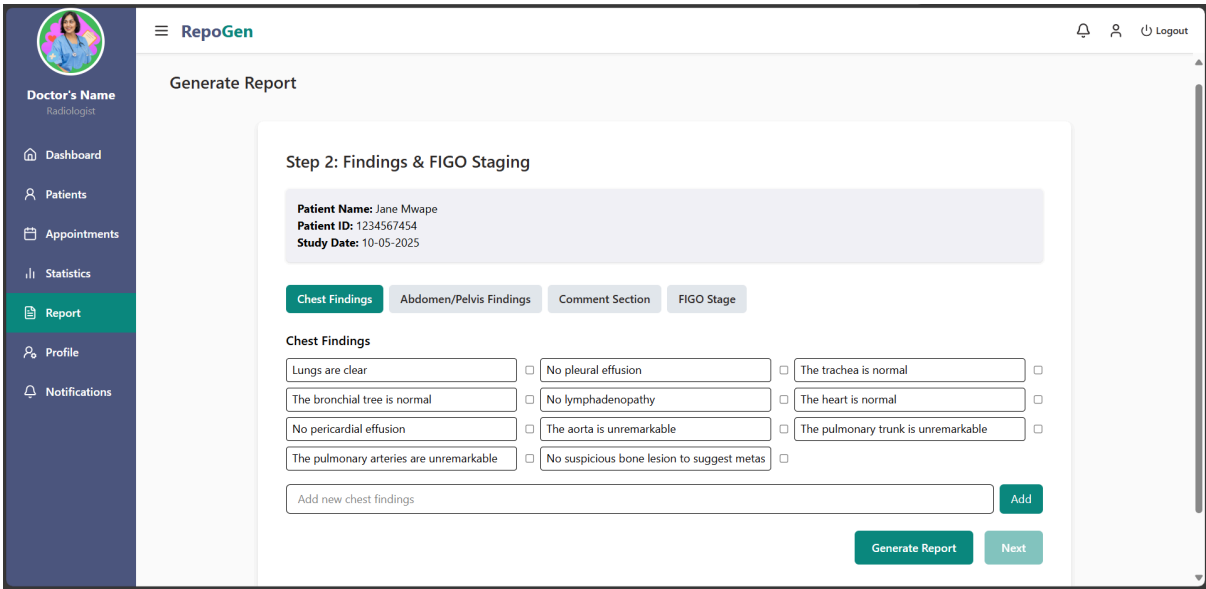 RepoGen
Logout
Doctor's Name
Radiologist
Dashboard
Patients
Appointments
Statistics
Report
Profile
Notifications
Generate Report
Step 2: Findings & FIGO Staging
Patient Name: Jane Mwape
Patient ID: 1234567454
Study Date: 10-05-2025
Chest Findings Abdomen/Pelvis Findings Comment Section FIGO Stage
Chest Findings
Lungs are clear No pleural effusion The trachea is normal
The bronchial tree is normal No lymphadenopathy The heart is normal
No pericardial effusion The aorta is unremarkable The pulmonary trunk is unremarkable
The pulmonary arteries are unremarkable No suspicious bone lesion to suggest metas
Add new chest findings Add
Generate Report Next